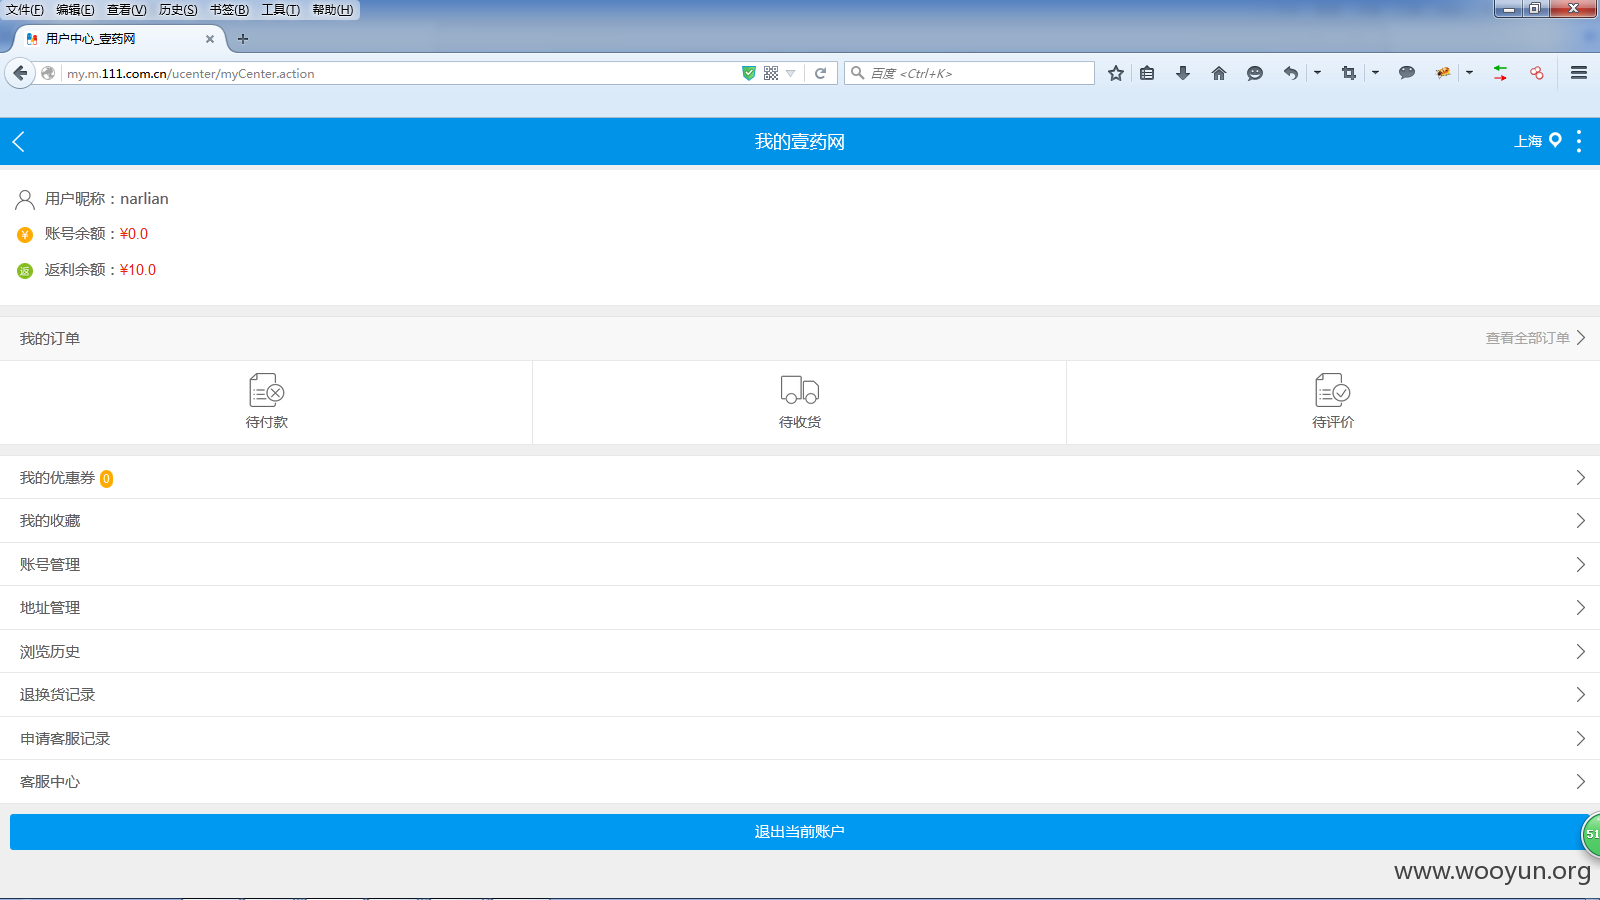 文件(F) 编辑(E) 查看(V) 历史(S) 书签(B) 工具(T) 帮助(H)
用户中心_壹药网
my.m.111.com.cn/ucenter/myCenter.action
百度 <Ctrl+K>
我的壹药网
上海
用户昵称：narlian
¥
账号余额：¥0.0
返
返利余额：¥10.0
我的订单
查看全部订单
待付款
待收货
待评价
我的优惠券 0
我的收藏
账号管理
地址管理
浏览历史
退换货记录
申请客服记录
客服中心
退出当前账户
51
www.wooyun.org